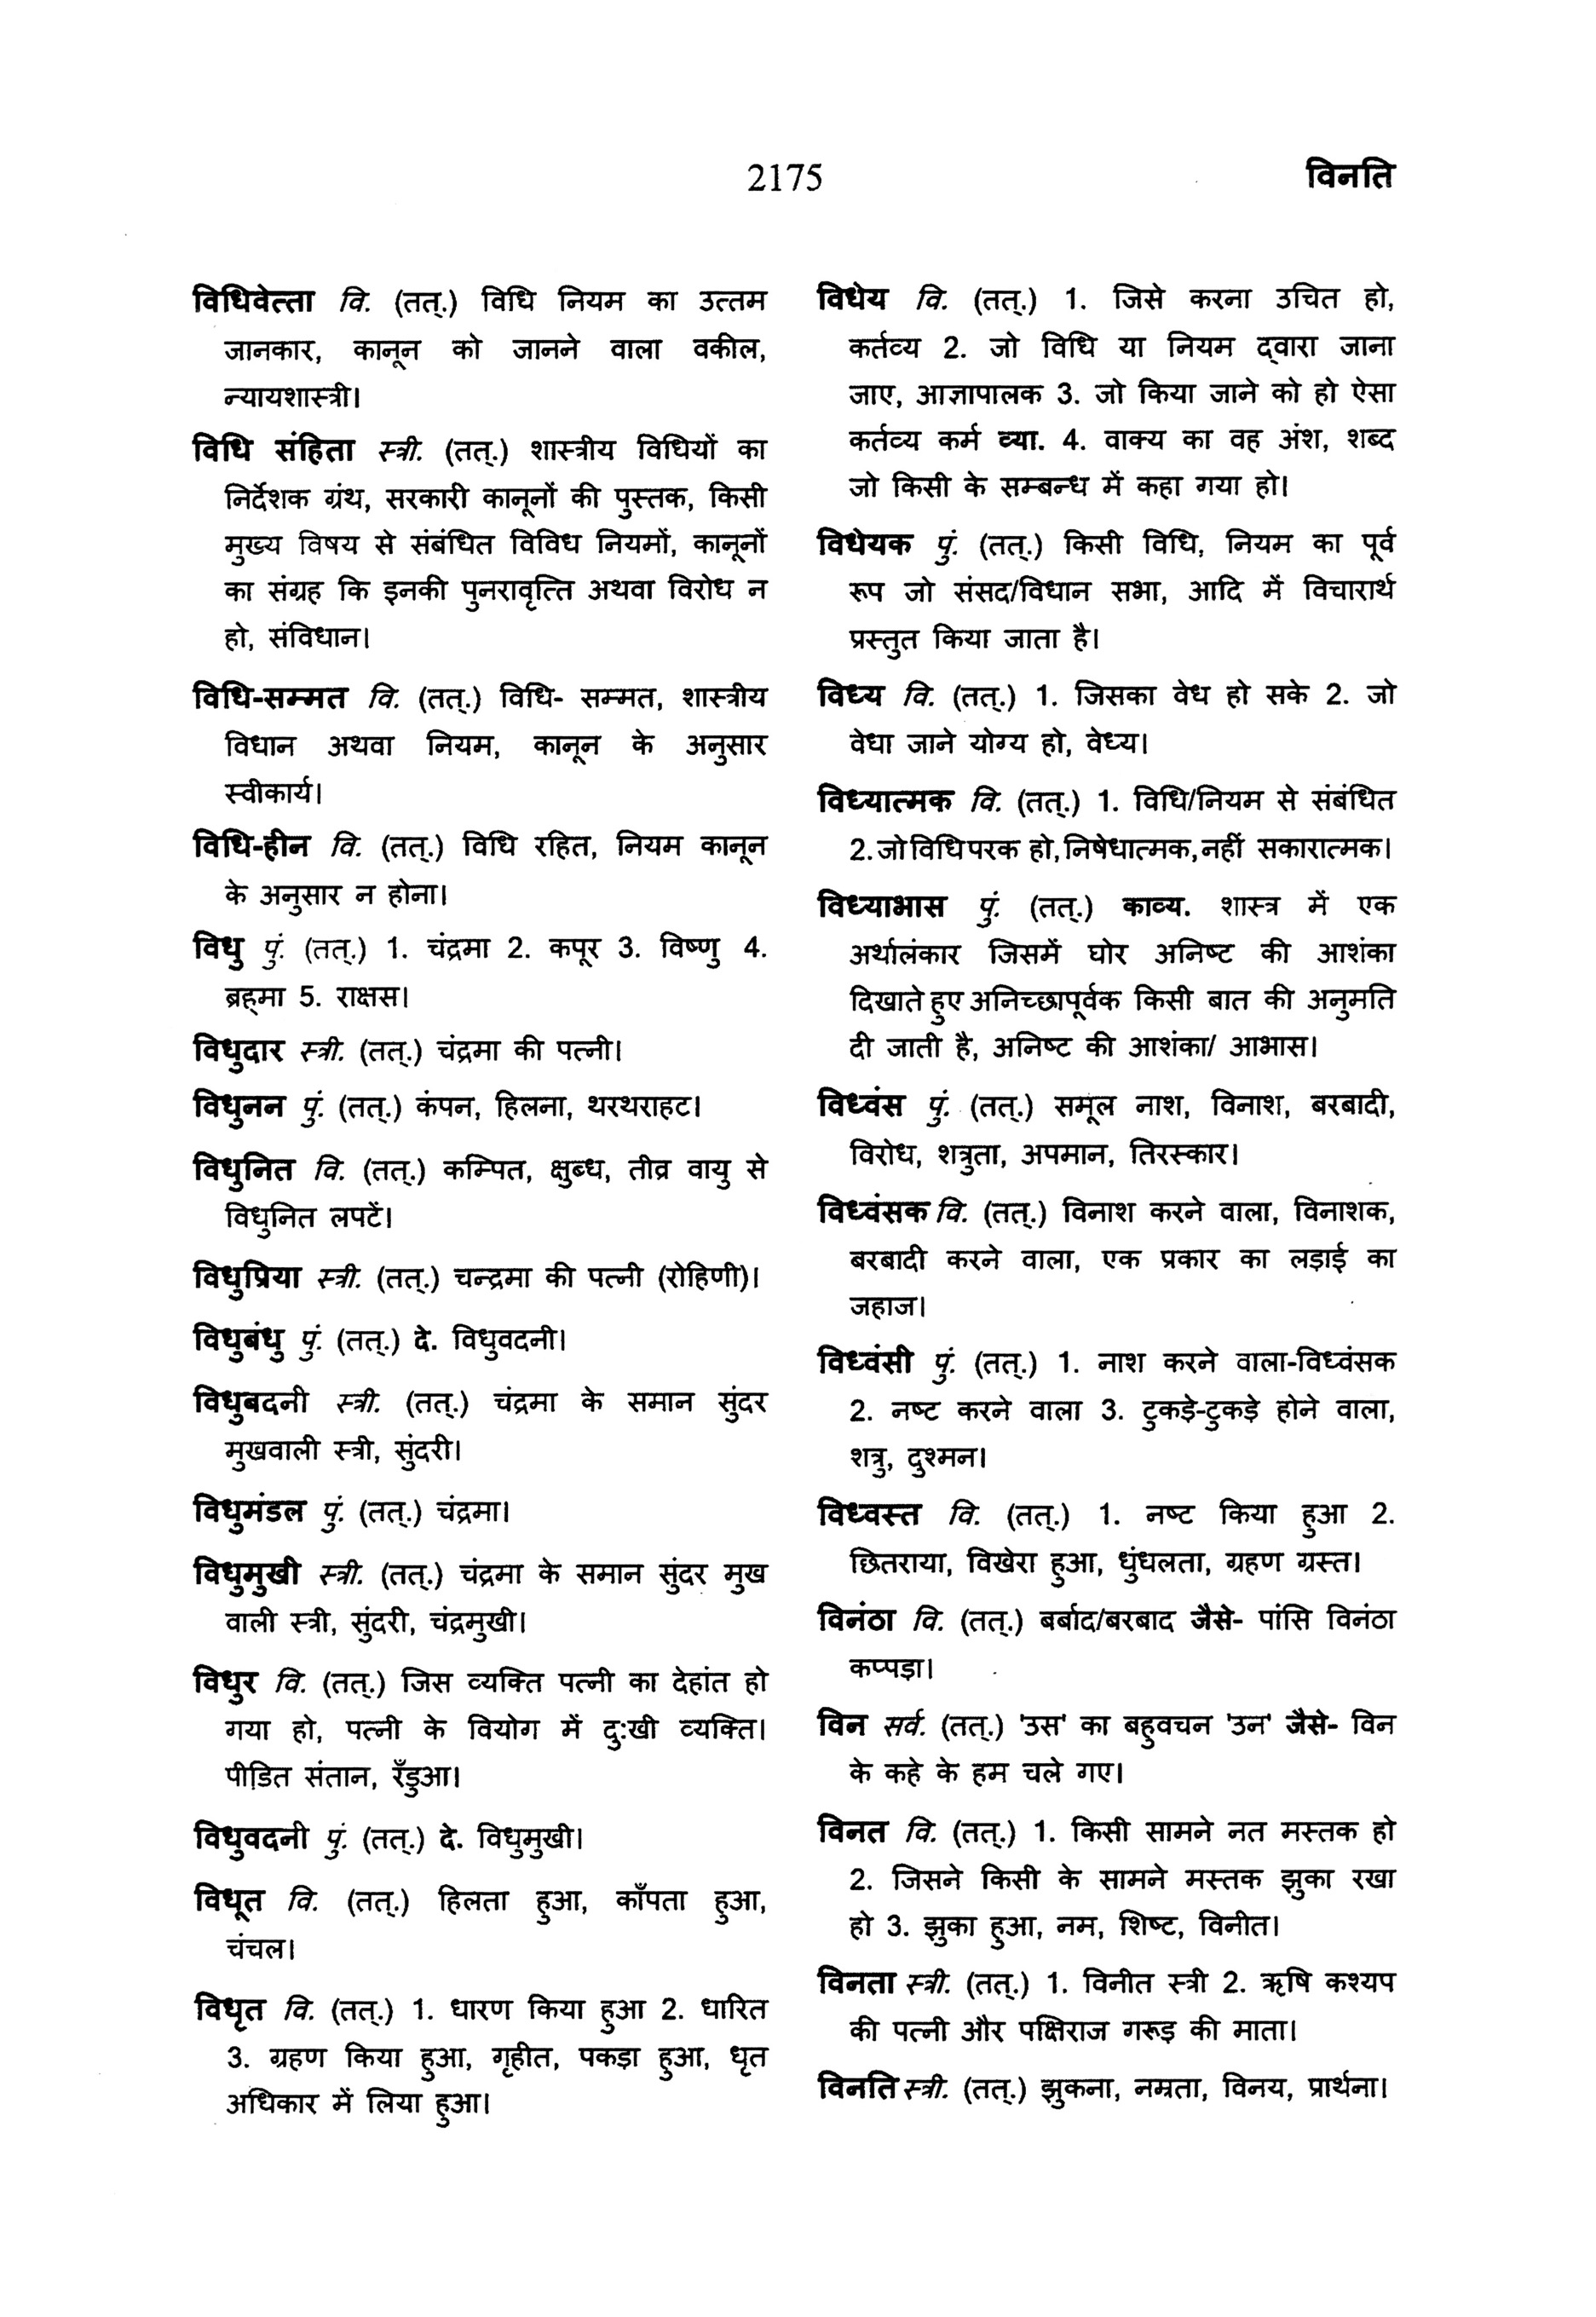 2175
विनति
विधिवेत्ता वि. (तत्.) विधि नियम का उत्तम
जानकार, कानून को जानने वाला वकील,
न्यायशास्त्री।
विधि संहिता स्त्री. (तत्.) शास्त्रीय विधियों का
निर्देशक ग्रंथ, सरकारी कानूनों की पुस्तक, किसी
मुख्य विषय से संबंधित विविध नियमों, कानूनों
का संग्रह कि इनकी पुनरावृत्ति अथवा विरोध न
हो, संविधान।
विधि-सम्मत वि. (तत्.) विधि- सम्मत, शास्त्रीय
विधान अथवा नियम, कानून के अनुसार
स्वीकार्य।
विधि-हीन वि. (तत्.) विधि रहित, नियम कानून
के अनुसार न होना।
विधु पुं. (तत्.) 1. चंद्रमा 2. कपूर 3. विष्णु 4.
ब्रह्मा 5. राक्षस।
विधुदार स्त्री. (तत्.) चंद्रमा की पत्नी।
विधुनन पुं. (तत्.) कंपन, हिलना, थरथराहट।
विधुनित वि. (तत्.) कम्पित, क्षुब्ध, तीव्र वायु से
विधुनित लपटें।
विधुप्रिया स्त्री. (तत्.) चन्द्रमा की पत्नी (रोहिणी)।
विधुबंधु पुं. (तत्.) दे. विधुवदनी।
विधुबदनी स्त्री. (तत्.) चंद्रमा के समान सुंदर
मुखवाली स्त्री, सुंदरी।
विधुमंडल पुं. (तत्.) चंद्रमा।
विधुमुखी स्त्री. (तत्.) चंद्रमा के समान सुंदर मुख
वाली स्त्री, सुंदरी, चंद्रमुखी।
विधुर वि. (तत्.) जिस व्यक्ति पत्नी का देहांत हो
गया हो, पत्नी के वियोग में दु:खी व्यक्ति।
पीडि़त संतान, रँडुआ।
विधुवदनी पुं. (तत्.) दे. विधुमुखी।
विधूत वि. (तत्.) हिलता हुआ, काँपता हुआ,
चंचल।
विधृत वि. (तत्.) 1. धारण किया हुआ 2. धारित
3. ग्रहण किया हुआ, गृहीत, पकड़ा हुआ, धृत
अधिकार में लिया हुआ।
विधेय वि. (तत्.) 1. जिसे करना उचित हो,
कर्तव्य 2. जो विधि या नियम द्वारा जाना
जाए, आज्ञापालक 3. जो किया जाने को हो ऐसा
कर्तव्य कर्म व्या. 4. वाक्य का वह अंश, शब्द
जो किसी के सम्बन्ध में कहा गया हो।
विधेयक पुं. (तत्.) किसी विधि, नियम का पूर्व
रूप जो संसद/विधान सभा, आदि में विचारार्थ
प्रस्तुत किया जाता है।
विध्य वि. (तत्.) 1. जिसका वेध हो सके 2. जो
वेधा जाने योग्य हो, वेध्य।
विध्यात्मक वि. (तत्.) 1. विधि/नियम से संबंधित
2.जो विधि परक हो, निषेधात्मक, नहीं सकारात्मक।
विध्याभास पुं. (तत्.) काव्य. शास्त्र में एक
अर्थालंकार जिसमें घोर अनिष्ट की आशंका
दिखाते हुए अनिच्छापूर्वक किसी बात की अनुमति
दी जाती है, अनिष्ट की आशंका/ आभास।
विध्वंस पुं. (तत्.) समूल नाश, विनाश, बरबादी,
विरोध, शत्रुता, अपमान, तिरस्कार।
विध्वंसक वि. (तत्.) विनाश करने वाला, विनाशक,
बरबादी करने वाला, एक प्रकार का लड़ाई का
जहाज।
विध्वंसी पुं. (तत्.) 1. नाश करने वाला-विध्वंसक
2. नष्ट करने वाला 3. टुकड़े-टुकड़े होने वाला,
शत्रु, दुश्मन।
विध्वस्त वि. (तत्.) 1. नष्ट किया हुआ 2.
छितराया, विखेरा हुआ, धुंधलता, ग्रहण ग्रस्त।
विनंठा वि. (तत्.) बर्बाद/बरबाद जैसे- पांसि विनंठा
कप्पड़ा।
विन सर्व. (तत्.) 'उस' का बहुवचन 'उन' जैसे- विन
के कहे के हम चले गए।
विनत वि. (तत्.) 1. किसी सामने नत मस्तक हो
2. जिसने किसी के सामने मस्तक झुका रखा
हो 3. झुका हुआ, नम, शिष्ट, विनीत।
विनता स्त्री. (तत्.) 1. विनीत स्त्री 2. ऋषि कश्यप
की पत्नी और पक्षिराज गरूड़ की माता।
विनति स्त्री. (तत्.) झुकना, नम्रता, विनय, प्रार्थना।